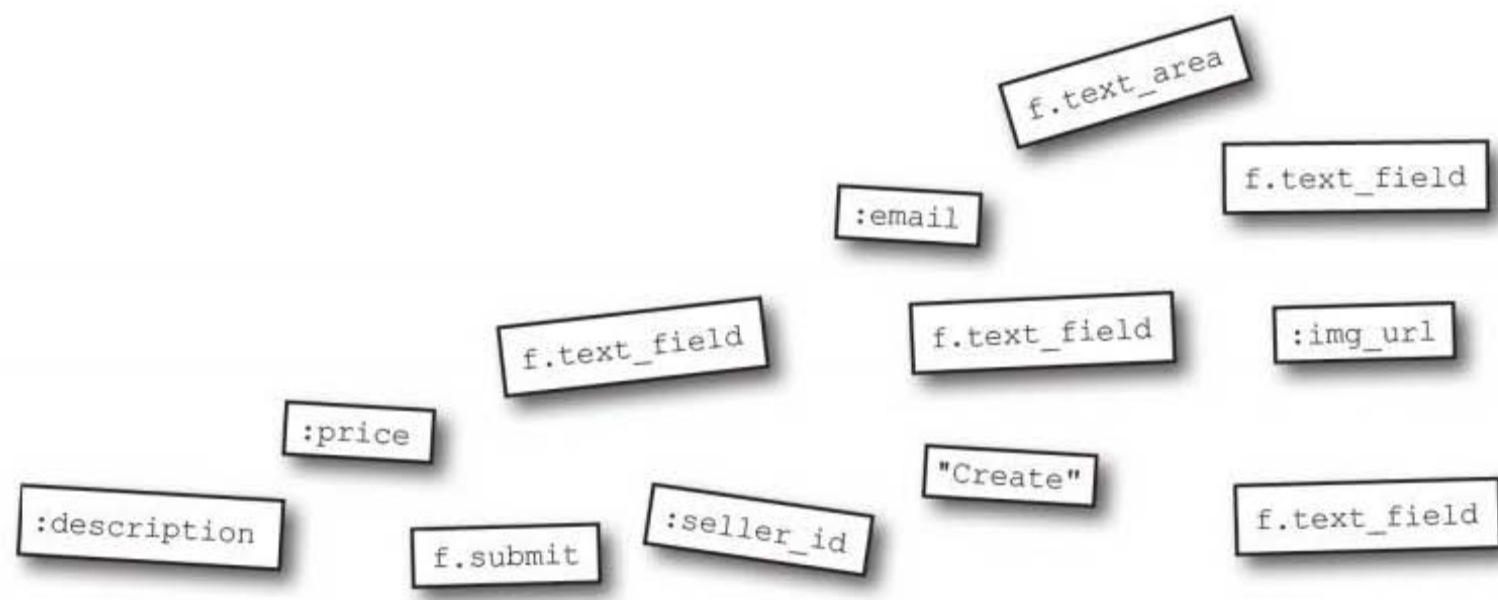 f.text_area
f.text_field
:email
f.text_field
f.text_field
:img_url
:price
"Create"
:description
f.submit
:seller_id
f.text_field